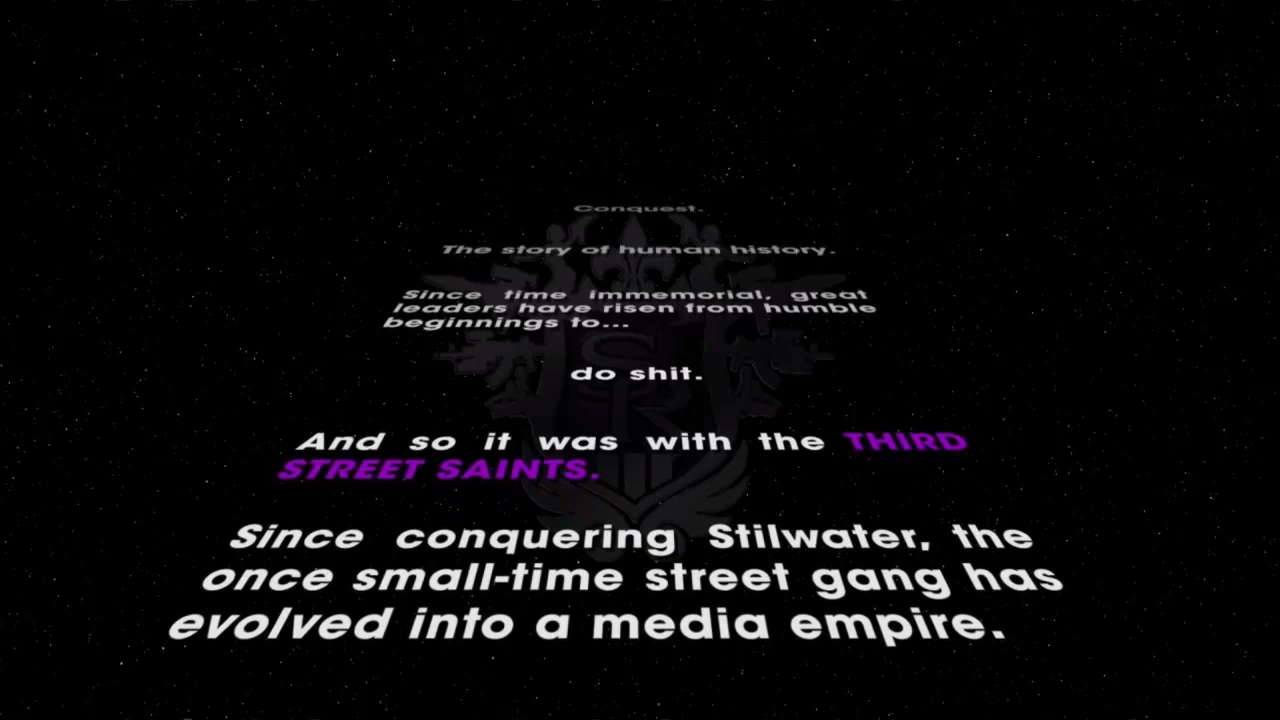 Conquest.
The story of human history.
Since time immemorial, great
leaders have risen from humble
beginnings to...
do shit.
And so it was with the THIRD
STREET SAINTS.
Since conquering Stilwater, the
once small-time street gang has
evolved into a media empire.